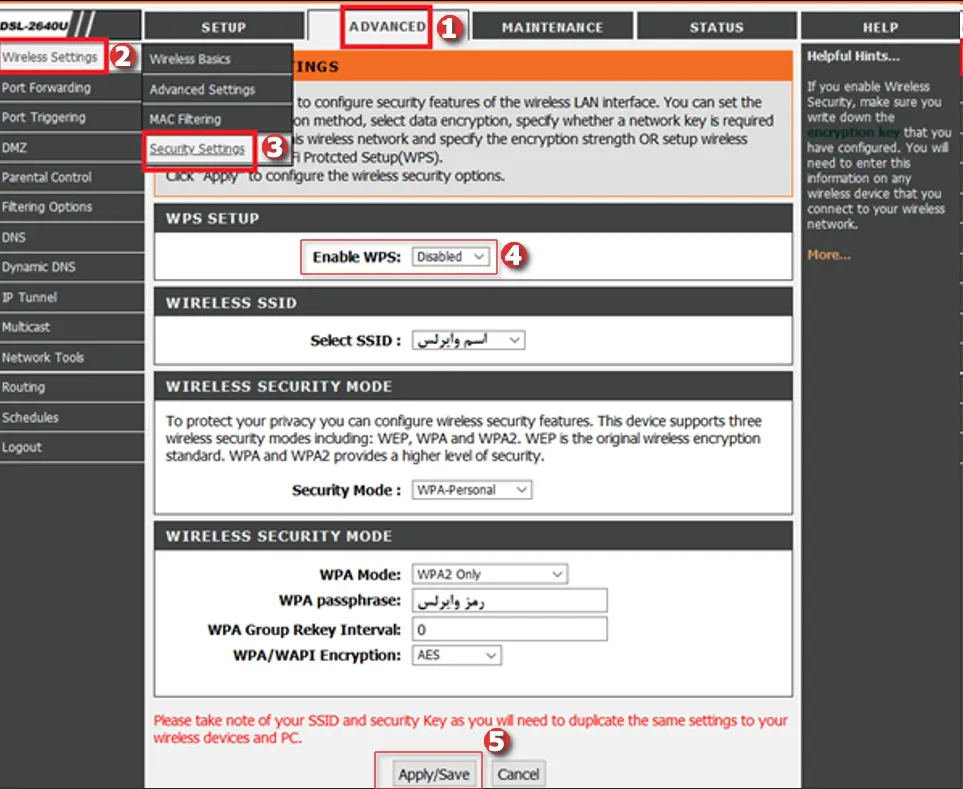 DSL-2640U
SETUP
ADVANCED
1
MAINTENANCE
STATUS
HELP
Wireless Settings
2
Port Forwarding
Port Triggering
DMZ
Parental Control
Filtering Options
DNS
Dynamic DNS
IP Tunnel
Multicast
Network Tools
Routing
Schedules
Logout
Wireless Basics
Advanced Settings
MAC Filtering
Security Settings
3
INGS
to configure security features of the wireless LAN interface. You can set the
on method, select data encryption, specify whether a network key is required
is wireless network and specify the encryption strength OR setup wireless
Fi Protcted Setup(WPS).
Click "Apply" to configure the wireless security options.
WPS SETUP
Enable WPS: Disabled
4
WIRELESS SSID
Select SSID : اسم وایرلس
WIRELESS SECURITY MODE
To protect your privacy you can configure wireless security features. This device supports three
wireless security modes including: WEP, WPA and WPA2. WEP is the original wireless encryption
standard. WPA and WPA2 provides a higher level of security.
Security Mode : WPA-Personal
WIRELESS SECURITY MODE
WPA Mode: WPA2 Only
WPA passphrase: رمز وایرلس
WPA Group Rekey Interval: 0
WPA/WAPI Encryption: AES
Please take note of your SSID and security Key as you will need to duplicate the same settings to your
wireless devices and PC.
5
Apply/Save
Cancel
Helpful Hints...
If you enable Wireless
Security, make sure you
write down the
encryption key that you
have configured. You will
need to enter this
information on any
wireless device that you
connect to your wireless
network.
More...